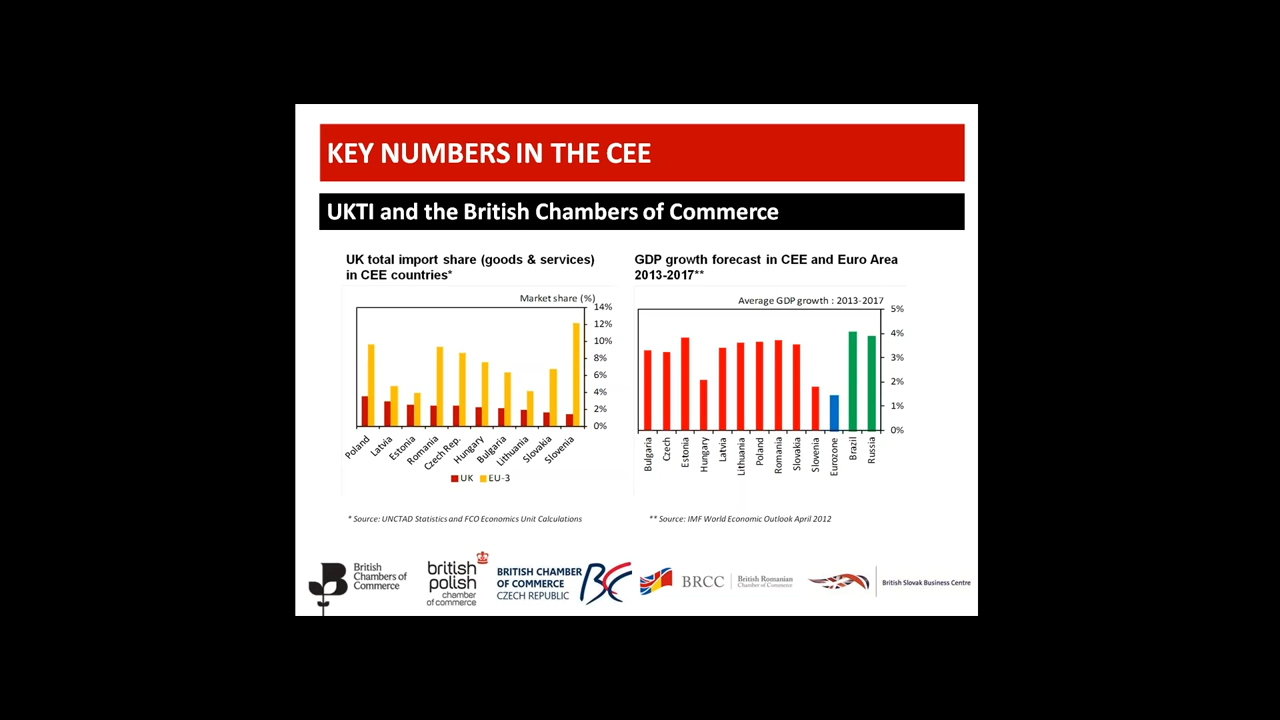 KEY NUMBERS IN THE CEE
UKTI and the British Chambers of Commerce
UK total import share (goods & services)
in CEE countries*
Market share (%)
14%
12%
10%
8%
6%
4%
2%
0%
Poland
Latvia
Estonia
Romania
Czech Rep.
Hungary
Bulgaria
Lithuania
Slovakia
Slovenia
UK
EU-3
* Source: UNCTAD Statistics and FCO Economics Unit Calculations
GDP growth forecast in CEE and Euro Area
2013-2017**
Average GDP growth : 2013-2017
5%
4%
3%
2%
1%
0%
Bulgaria
Czech
Estonia
Hungary
Latvia
Lithuania
Poland
Romania
Slovakia
Slovenia
Eurozone
Brazil
Russia
** Source: IMF World Economic Outlook April 2012
British
Chambers of
Commerce
british
polish
chamber
of commerce
BRITISH CHAMBER
OF COMMERCE
CZECH REPUBLIC
BCC
BRCC
British Romanian
Chamber of Commerce
British Slovak Business Centre